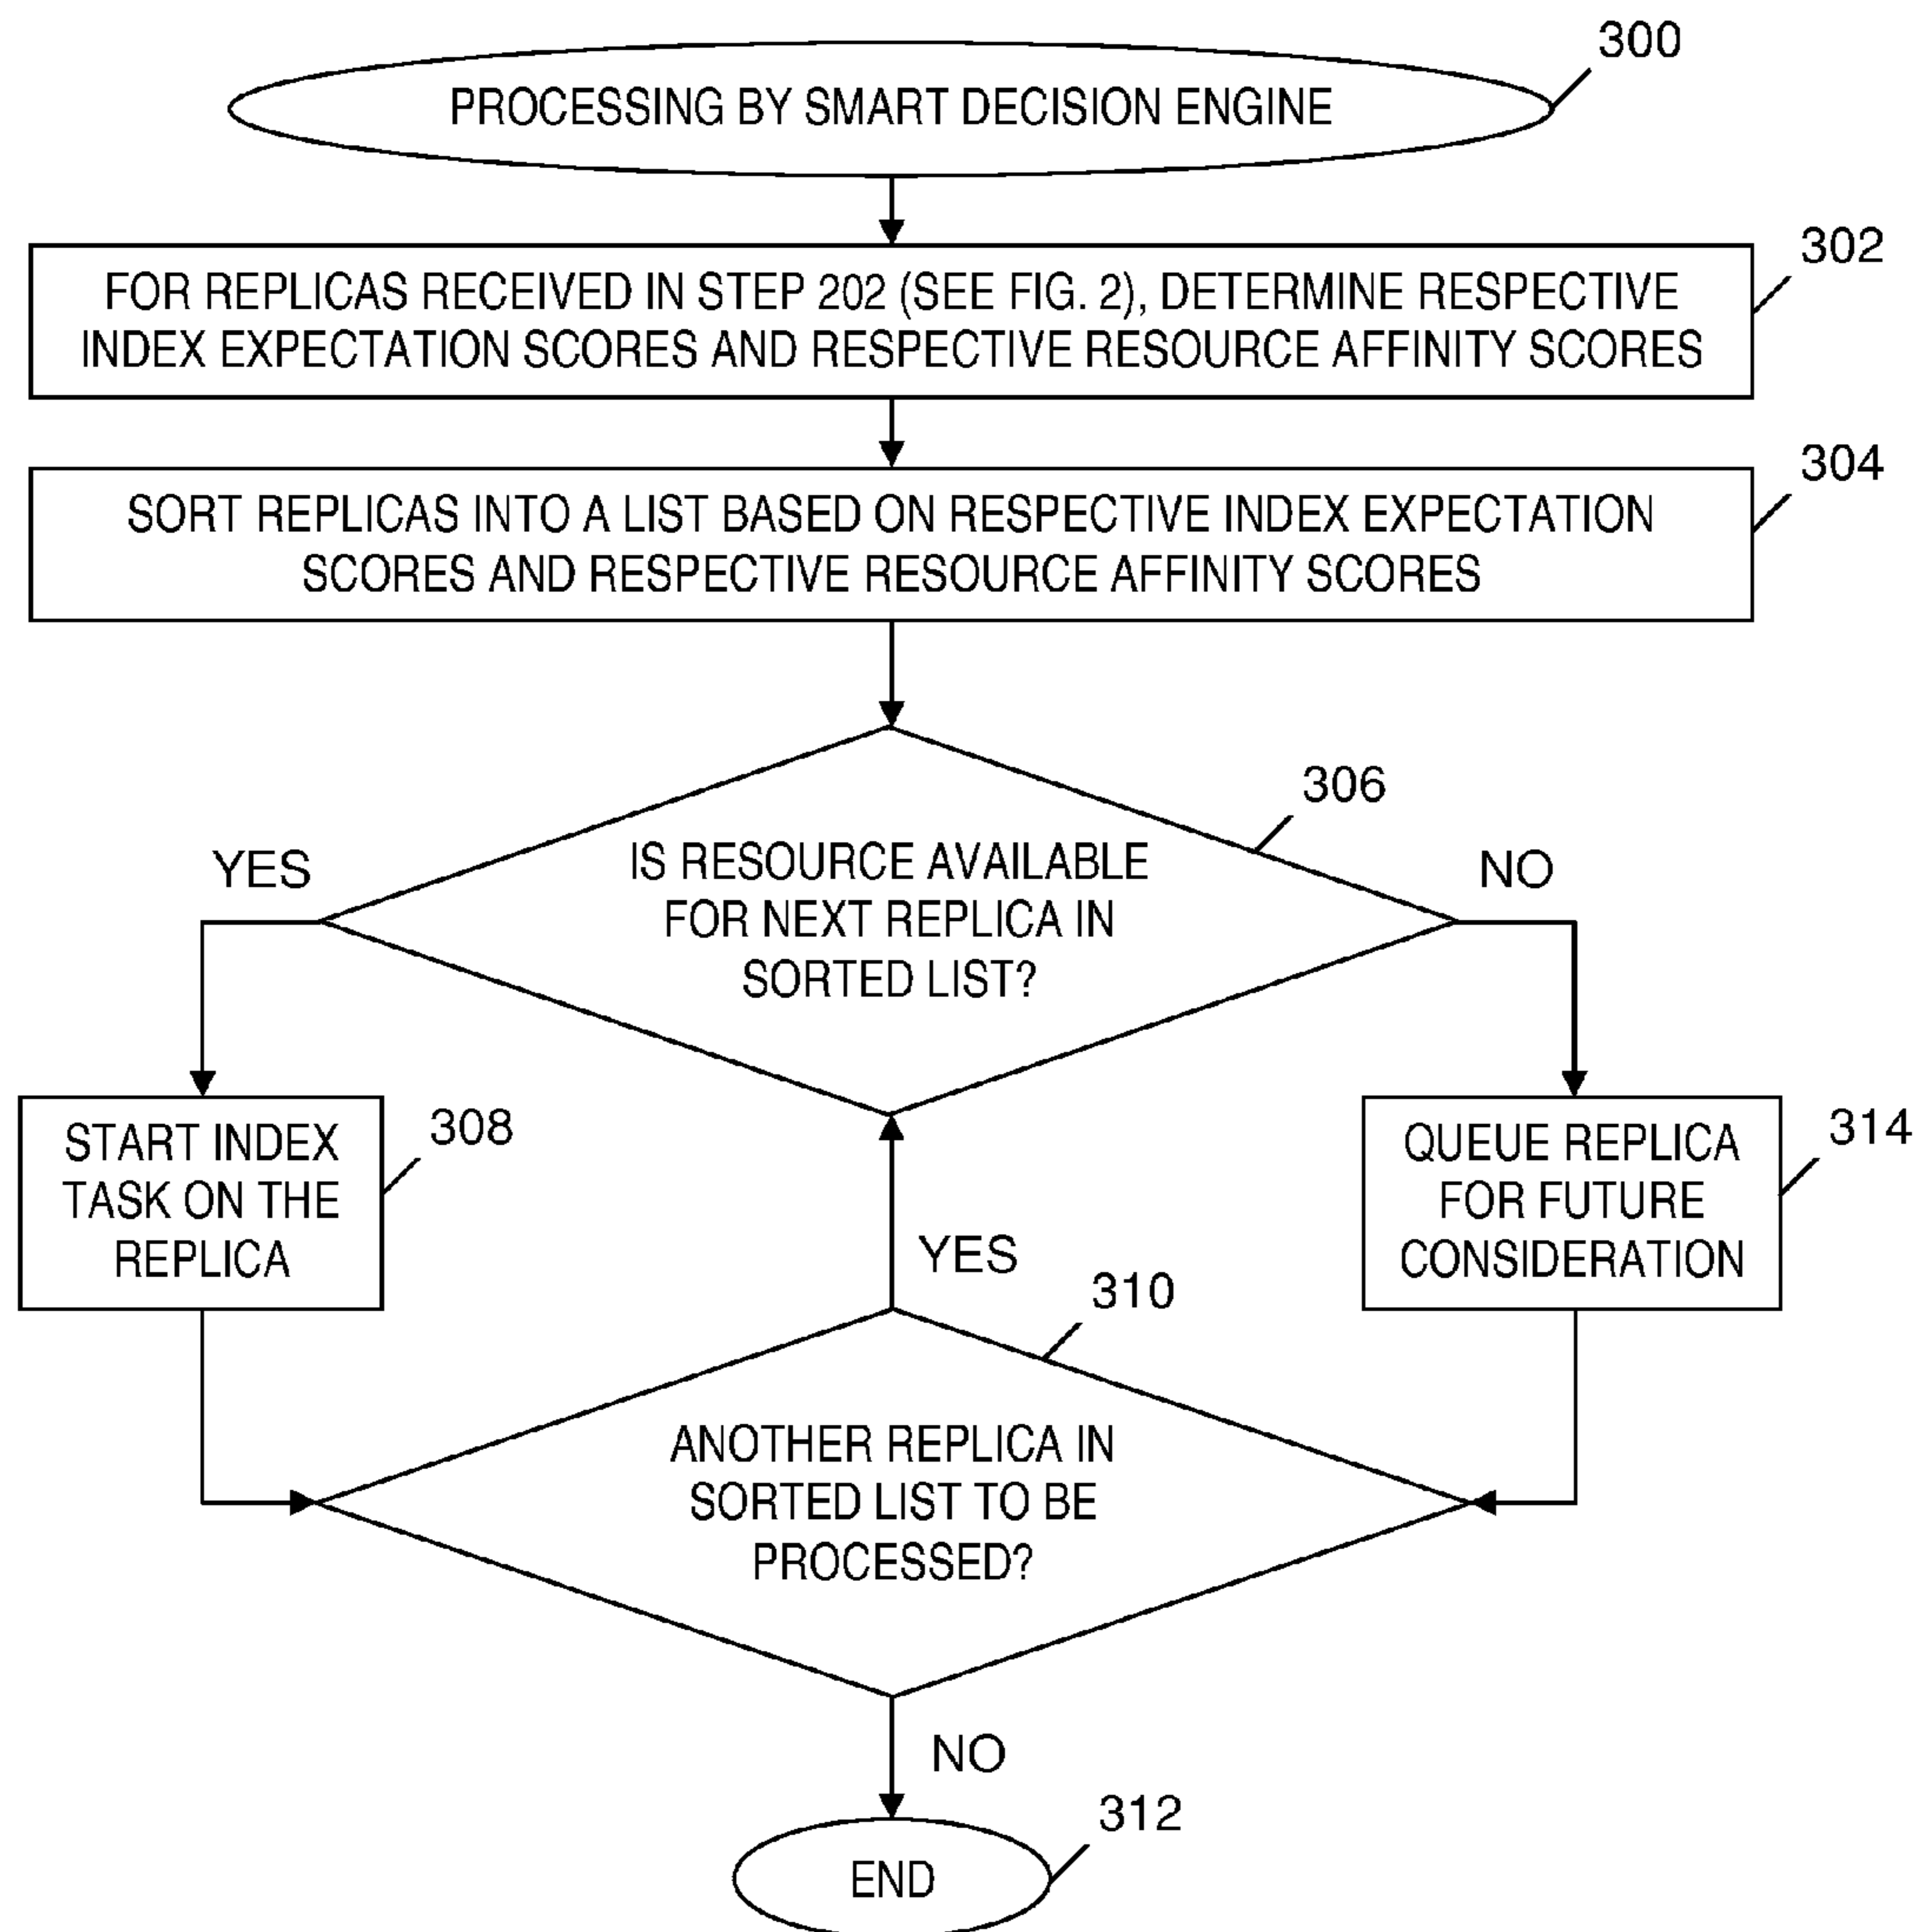 300
PROCESSING BY SMART DECISION ENGINE
302
FOR REPLICAS RECEIVED IN STEP 202 (SEE FIG. 2), DETERMINE RESPECTIVE
INDEX EXPECTATION SCORES AND RESPECTIVE RESOURCE AFFINITY SCORES
304
SORT REPLICAS INTO A LIST BASED ON RESPECTIVE INDEX EXPECTATION
SCORES AND RESPECTIVE RESOURCE AFFINITY SCORES
306
IS RESOURCE AVAILABLE
FOR NEXT REPLICA IN
SORTED LIST?
YES
NO
308
START INDEX
TASK ON THE
REPLICA
314
QUEUE REPLICA
FOR FUTURE
CONSIDERATION
YES
310
ANOTHER REPLICA IN
SORTED LIST TO BE
PROCESSED?
NO
312
END